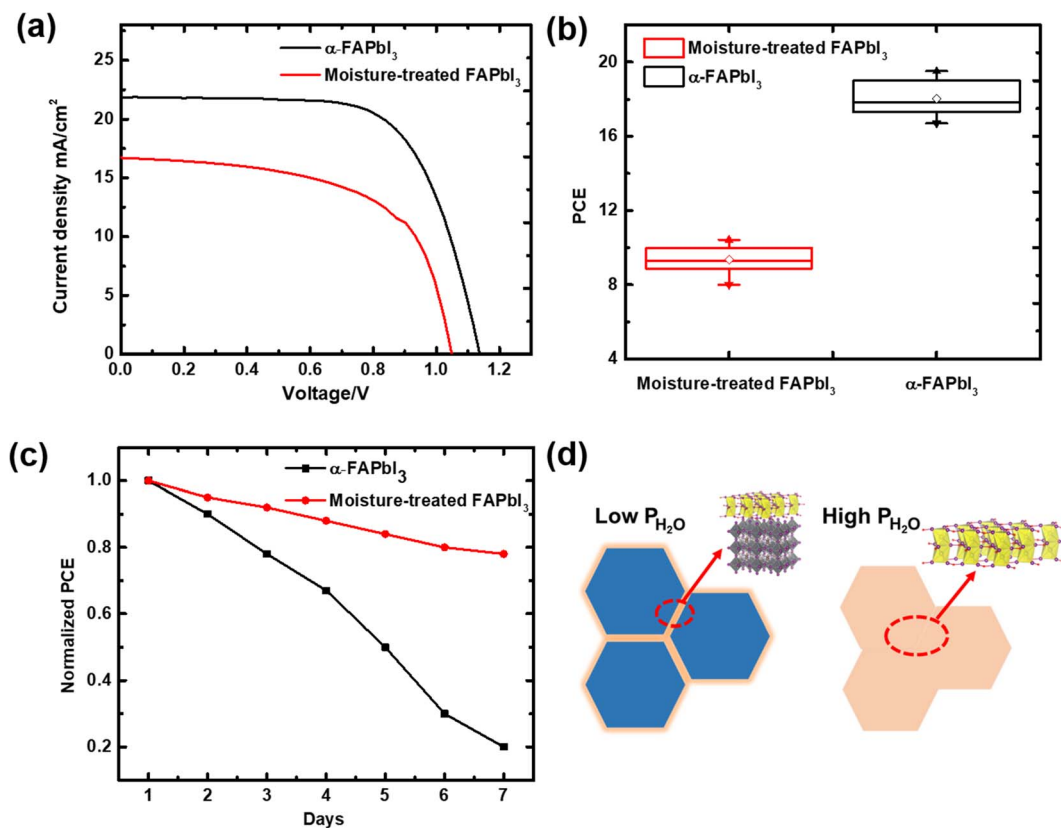 (a)
α-FAPbI3
Moisture-treated FAPbI3
25
20
15
10
5
0
0.0 0.2 0.4 0.6 0.8 1.0 1.2
Current density mA/cm2
Voltage/V
(b)
Moisture-treated FAPbI3
α-FAPbI3
20
16
12
8
4
PCE
Moisture-treated FAPbI3 α-FAPbI3
(c)
α-FAPbI3
Moisture-treated FAPbI3
1.0
0.8
0.6
0.4
0.2
1 2 3 4 5 6 7
Normalized PCE
Days
(d)
Low PH2O
High PH2O